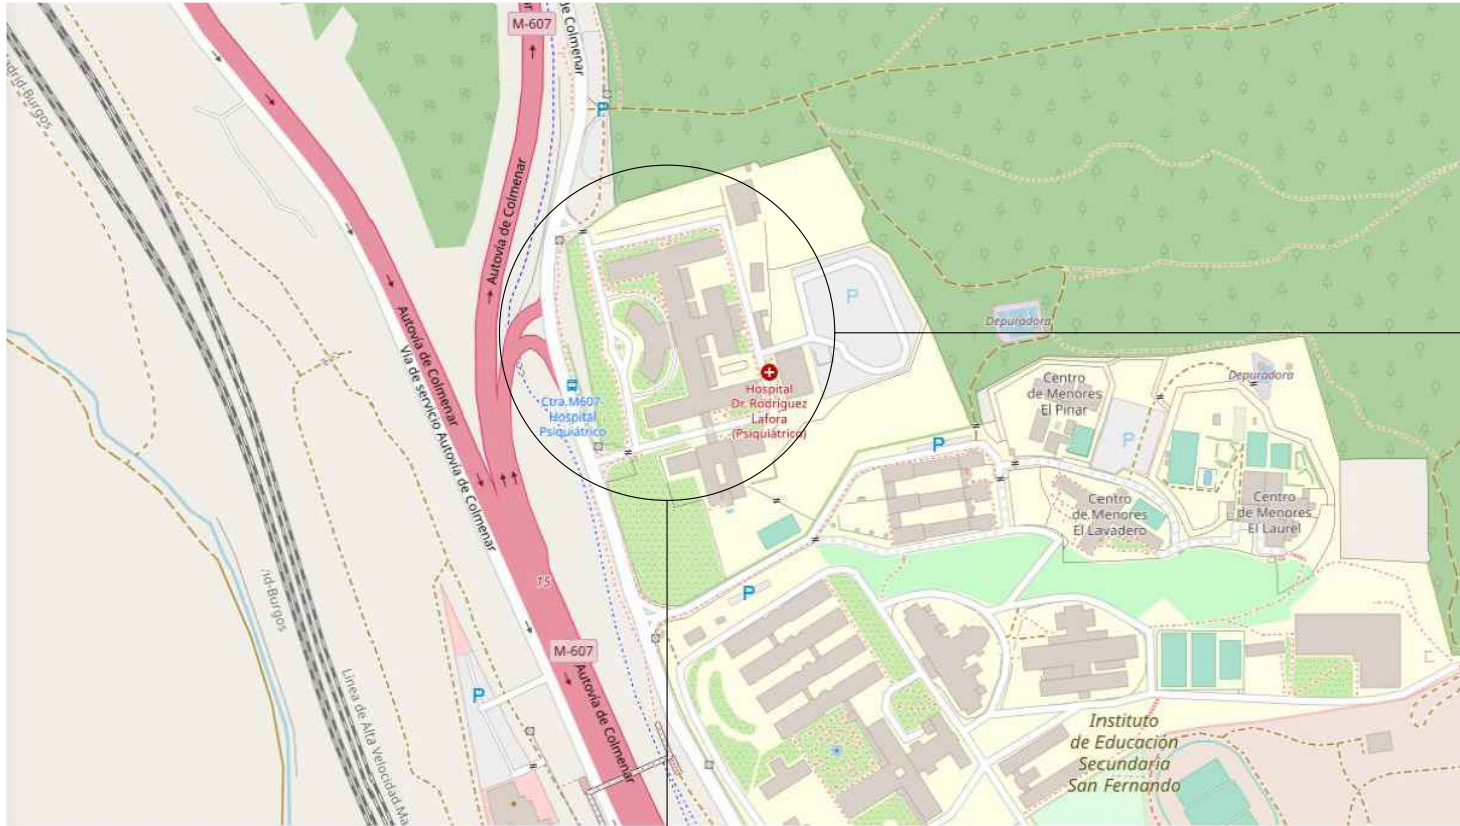 M-607
de Colmenar
P
Madrid-Burgos
Autovía de Colmenar
Autovía de Colmenar
Vía de servicio Autovía de Colmenar
P
Depuradora
Hospital
Dr. Rodríguez
Lafora
(Psiquiátrico)
Ctra.M607-
Hospital
Psiquiátrico
Centro
de Menores
El Pinar
Depuradora
P
P
Centro
de Menores
El Lavadero
Centro
de Menores
El Laurel
15
P
M-607
Autovía de Colmenar
P
Línea de Alta Velocidad Ma
Instituto
de Educación
Secundaria
San Fernando